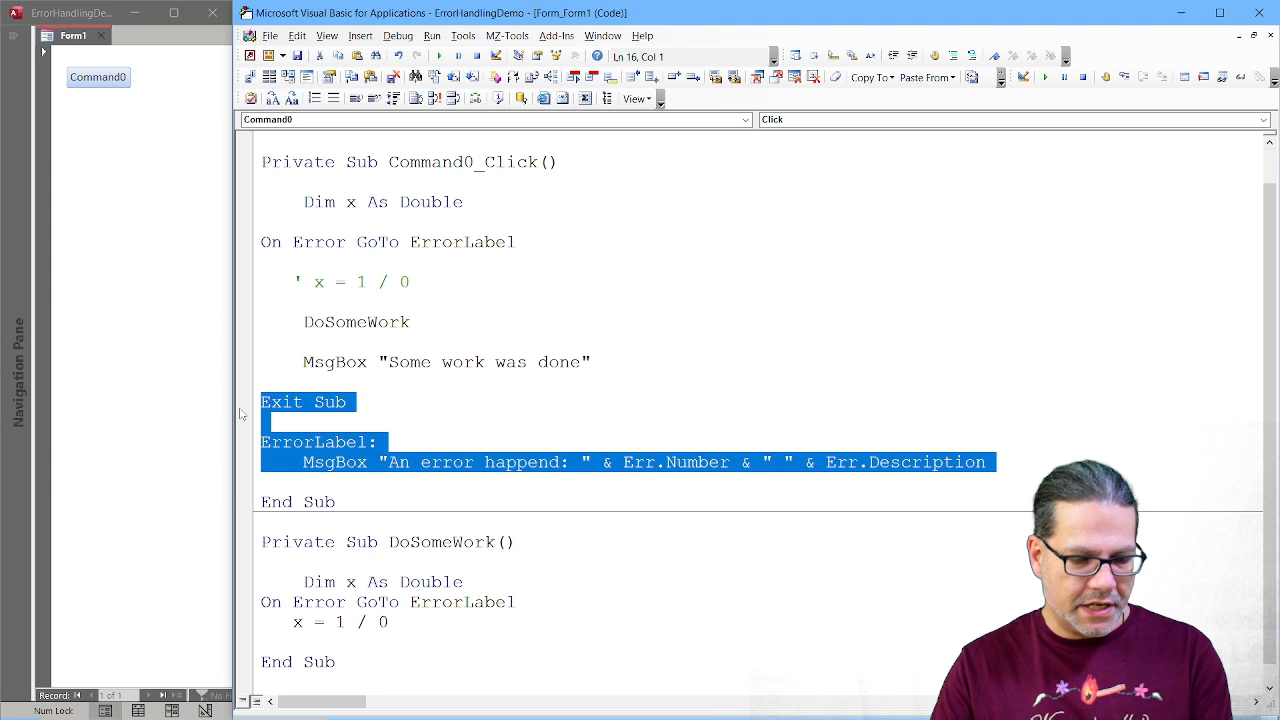 ErrorHandlingDe...
Microsoft Visual Basic for Applications - ErrorHandlingDemo - [Form_Form1 (Code)]
Form1
File Edit View Insert Debug Run Tools MZ-Tools Add-Ins Window Help
Ln 16, Col 1
Copy To Paste From
View
Command0
Command0
Click
Private Sub Command0_Click()
Dim x As Double
On Error GoTo ErrorLabel
' x = 1 / 0
DoSomeWork
MsgBox "Some work was done"
Exit Sub
ErrorLabel:
MsgBox "An error happend: " & Err.Number & " " & Err.Description
End Sub
Private Sub DoSomeWork()
Dim x As Double
On Error GoTo ErrorLabel
x = 1 / 0
End Sub
Navigation Pane
Record: 1 of 1 No Fi
Num Lock